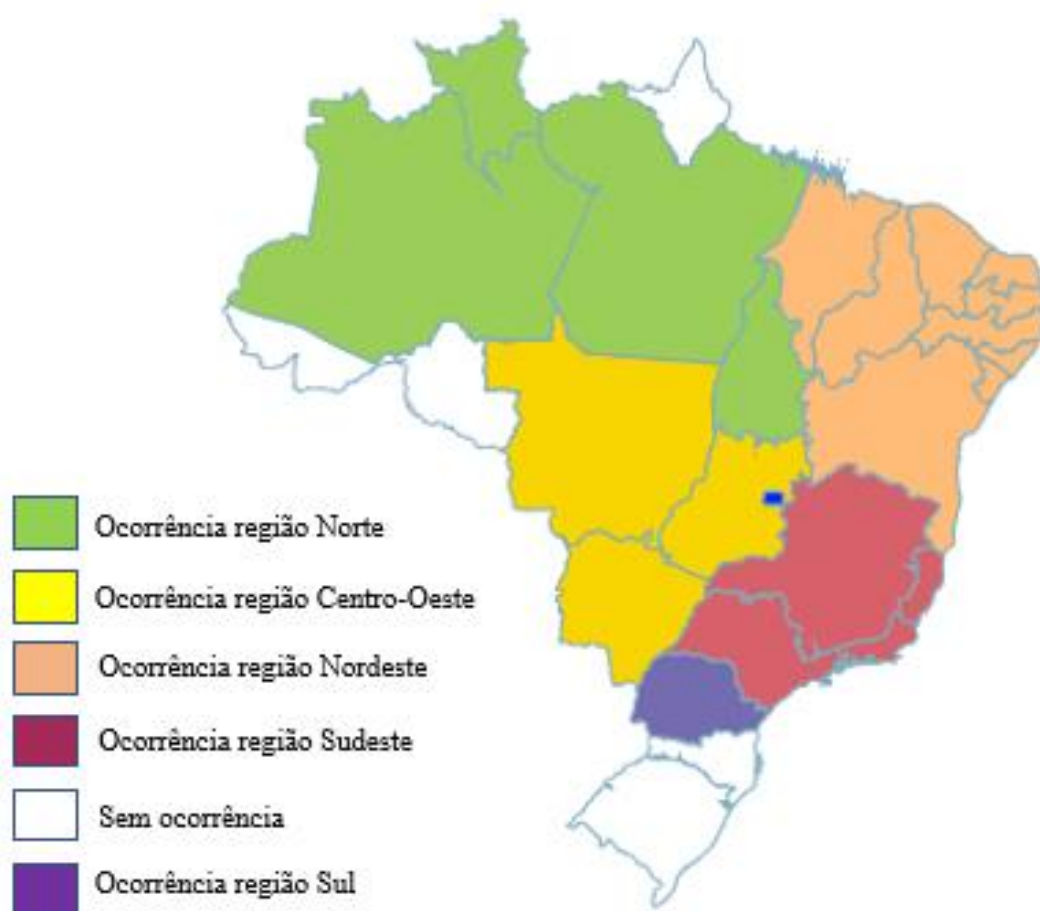 Ocorrência região Norte
Ocorrência região Centro-Oeste
Ocorrência região Nordeste
Ocorrência região Sudeste
Sem ocorrência
Ocorrência região Sul